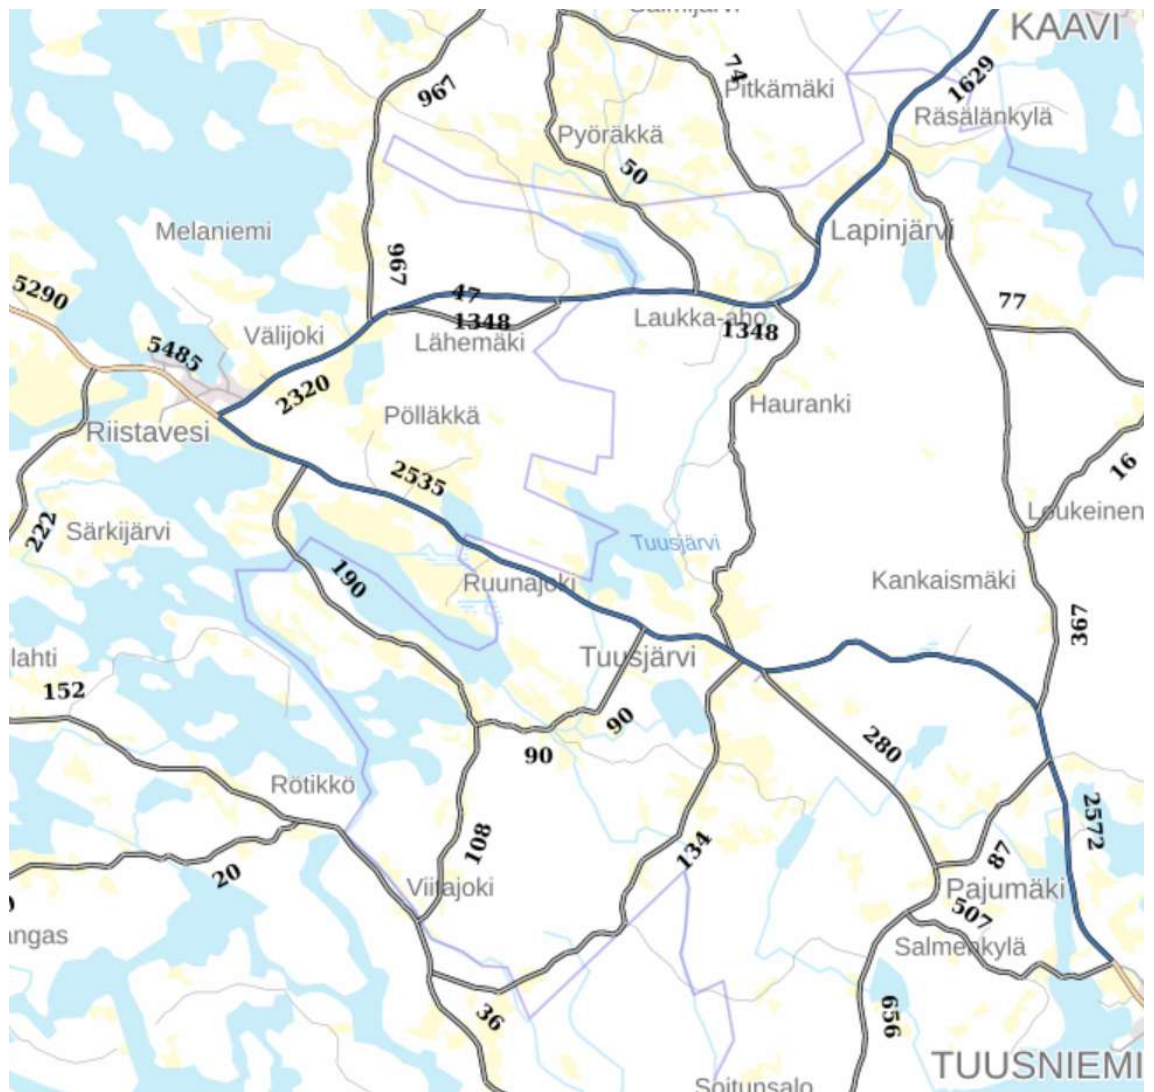 KAAVI
1629
967
74
Pitkämäki
Räsälänkylä
Pyöräkkä
50
Melaniemi
Lapinjärvi
967
5290
47
77
1348
Laukka-aho
1348
Välijoki
Lähemäki
5485
2320
Hauranki
Pölläkkä
Riistavesi
16
2535
Loukeinen
222
Särkijärvi
Tuusjärvi
190
Ruunajoki
Kankaismäki
367
lahti
Tuusjärvi
152
90
280
90
Rötikkö
2572
108
134
87
20
Viitajoki
Pajumäki
507
angas
Salmenkylä
36
656
TUUSNIEMI
Soitunsalo